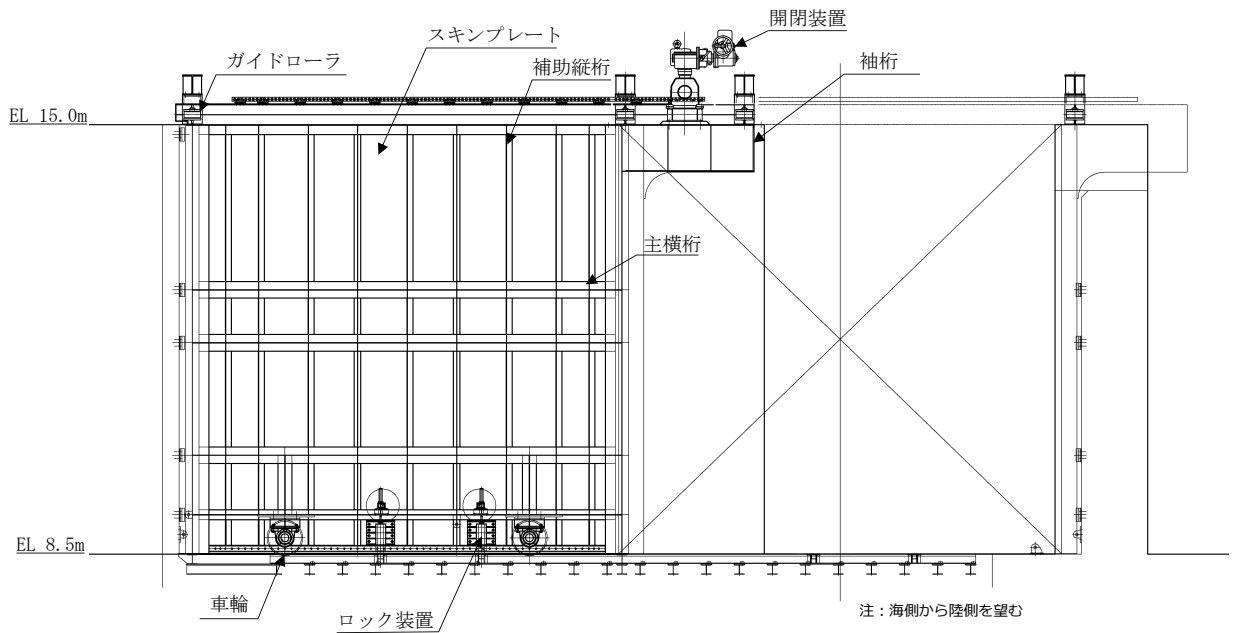 開閉装置
スキンプレート
ガイドローラ
補助縦桁
袖桁
EL 15.0m
主横桁
EL 8.5m
車輪
ロック装置
注：海側から陸側を望む